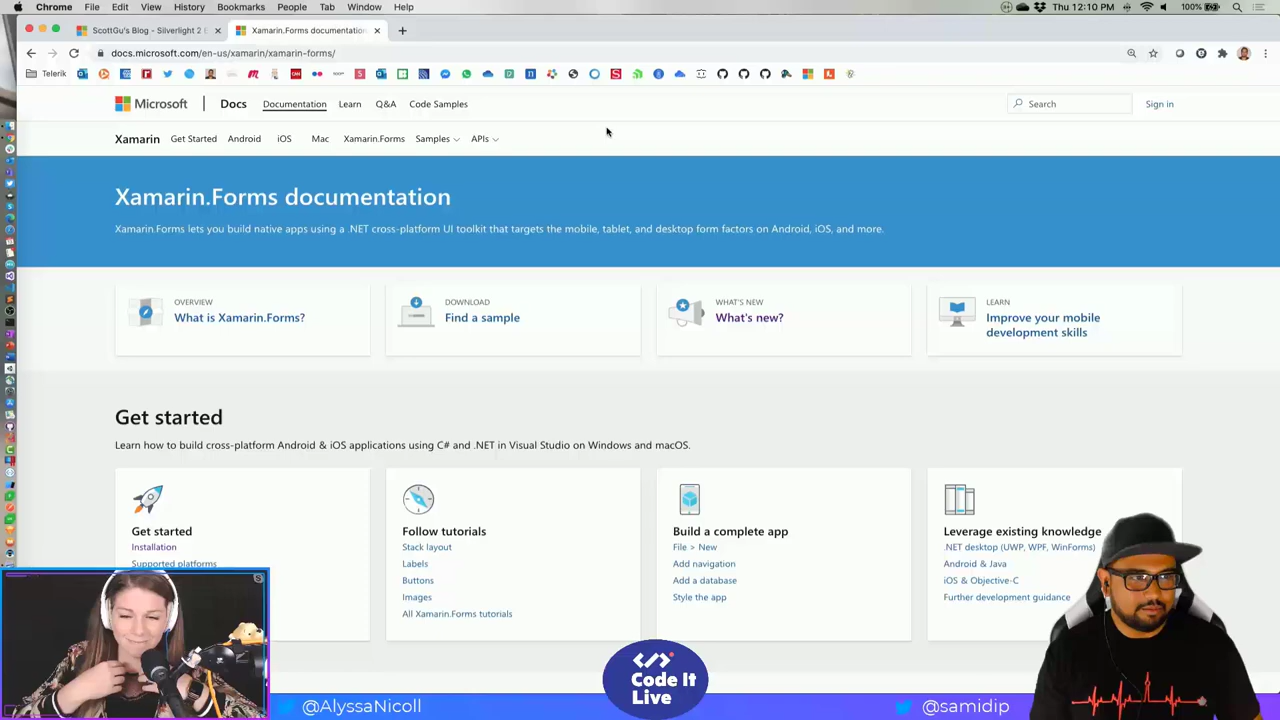 Chrome File Edit View History Bookmarks People Tab Window Help 100% Thu 12:10 PM
ScottGu's Blog - Silverlight 2 Xamarin.Forms documentation
docs.microsoft.com/en-us/xamarin/xamarin-forms/
Telerik
Microsoft Docs Documentation Learn Q&A Code Samples Search Sign in
Xamarin Get Started Android iOS Mac Xamarin.Forms Samples APIs
Xamarin.Forms documentation
Xamarin.Forms lets you build native apps using a .NET cross-platform UI toolkit that targets the mobile, tablet, and desktop form factors on Android, iOS, and more.
OVERVIEW
What is Xamarin.Forms?
DOWNLOAD
Find a sample
WHAT'S NEW
What's new?
LEARN
Improve your mobile
development skills
Get started
Learn how to build cross-platform Android & iOS applications using C# and .NET in Visual Studio on Windows and macOS.
Get started
Installation
Supported platforms
Follow tutorials
Stack layout
Labels
Buttons
Images
All Xamarin.Forms tutorials
Build a complete app
File > New
Add navigation
Add a database
Style the app
Leverage existing knowledge
.NET desktop (UWP, WPF, WinForms)
Android & Java
iOS & Objective-C
Further development guidance
Code It
Live
@AlyssaNicoll
@samidip